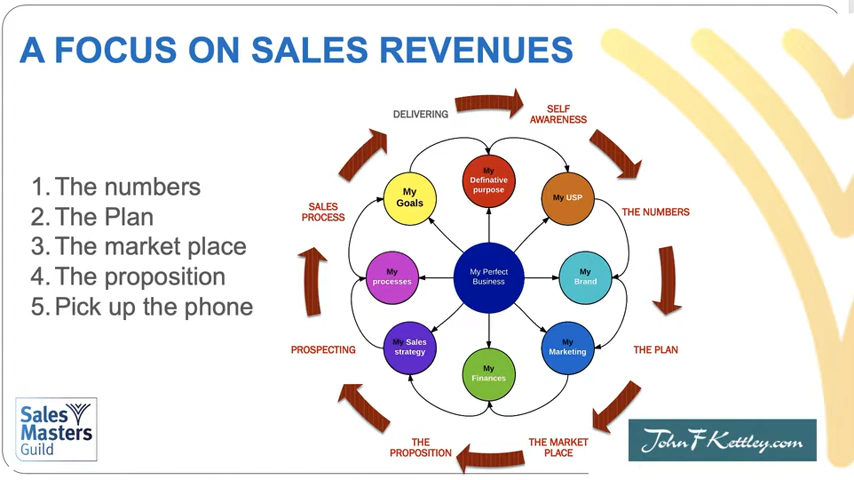 A FOCUS ON SALES REVENUES
1. The numbers
2. The Plan
3. The market place
4. The proposition
5. Pick up the phone
DELIVERING
SELF
AWARENESS
THE NUMBERS
THE PLAN
THE MARKET
PLACE
THE
PROPOSITION
PROSPECTING
SALES
PROCESS
My
Definative
purpose
My USP
My
Brand
My
Marketing
My
Finances
My Sales
strategy
My
processes
My
Goals
My Perfect
Business
Sales
Masters
Guild
JohnFKettley.com